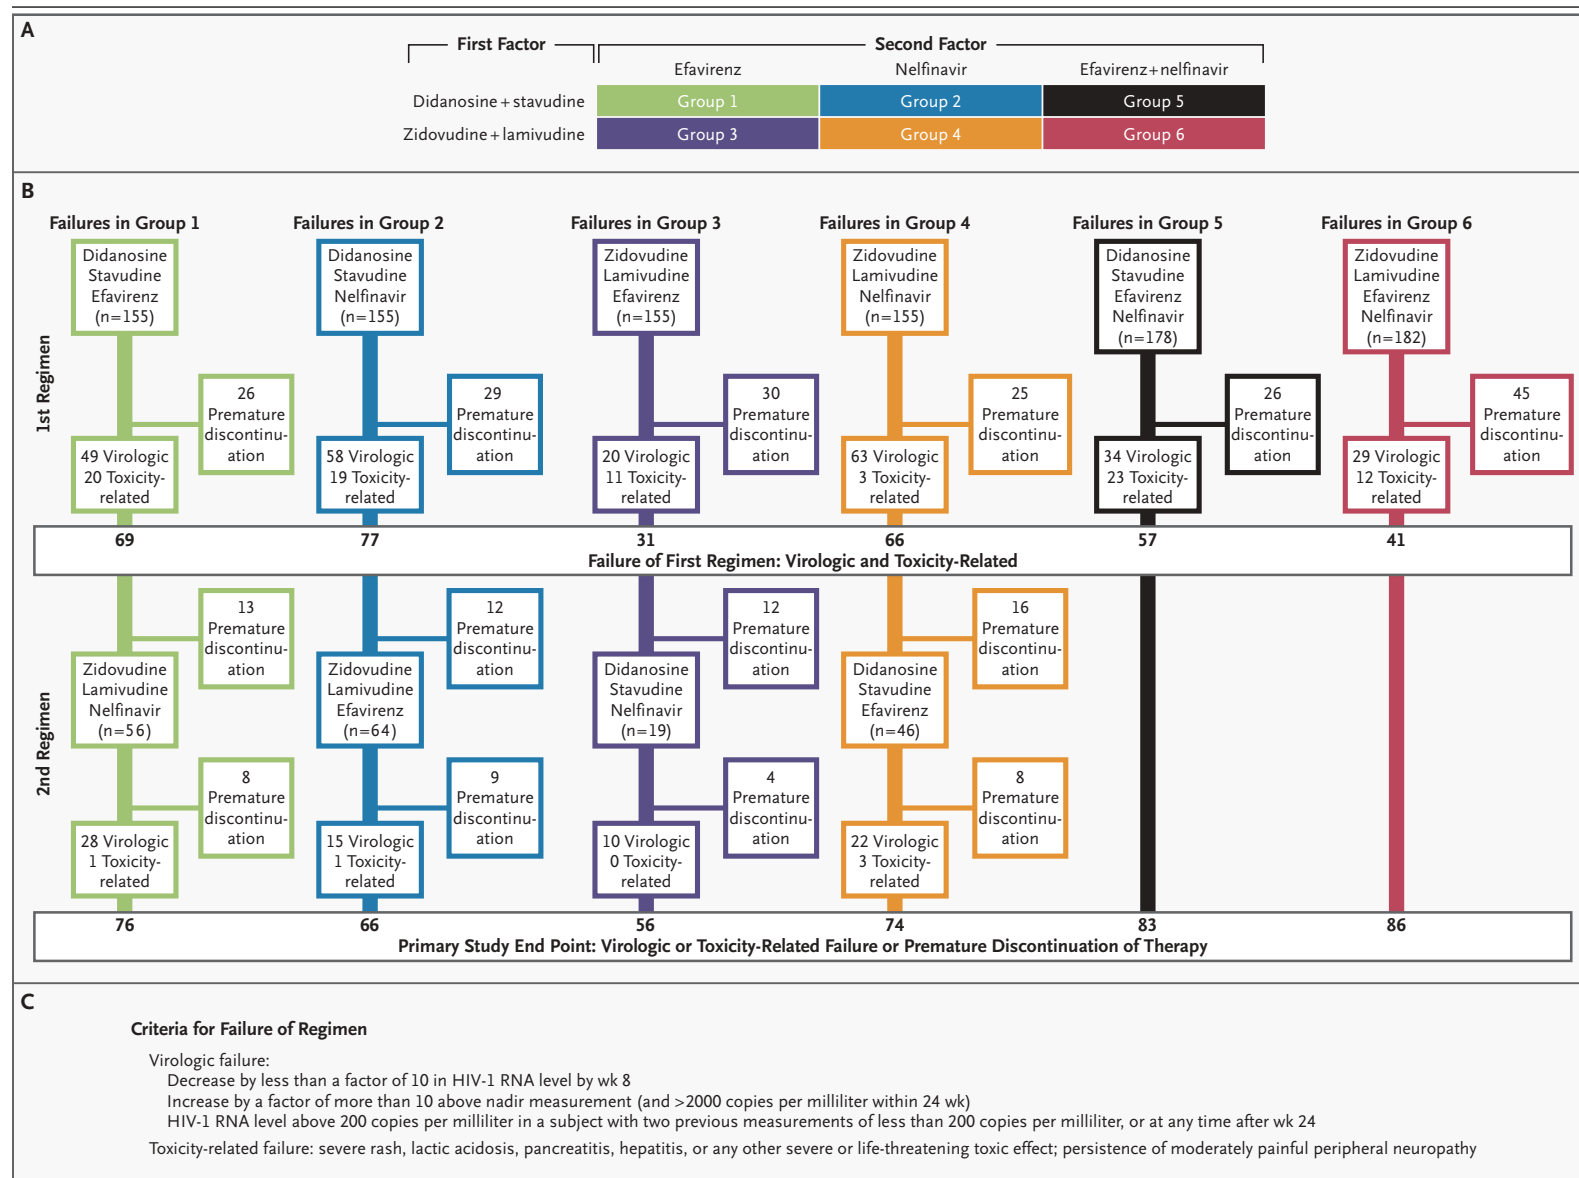 A
First Factor
Second Factor
Efavirenz
Nelfinavir
Efavirenz+nelfinavir
Didanosine+stavudine
Group 1
Group 2
Group 5
Zidovudine+lamivudine
Group 3
Group 4
Group 6
B
Failures in Group 1
Failures in Group 2
Failures in Group 3
Failures in Group 4
Failures in Group 5
Failures in Group 6
1st Regimen
Didanosine
Stavudine
Efavirenz
(n=155)
Didanosine
Stavudine
Nelfinavir
(n=155)
Zidovudine
Lamivudine
Efavirenz
(n=155)
Zidovudine
Lamivudine
Nelfinavir
(n=155)
Didanosine
Stavudine
Efavirenz
Nelfinavir
(n=178)
Zidovudine
Lamivudine
Efavirenz
Nelfinavir
(n=182)
26
Premature
discontinu-
ation
29
Premature
discontinu-
ation
30
Premature
discontinu-
ation
25
Premature
discontinu-
ation
26
Premature
discontinu-
ation
45
Premature
discontinu-
ation
49 Virologic
20 Toxicity-
related
58 Virologic
19 Toxicity-
related
20 Virologic
11 Toxicity-
related
63 Virologic
3 Toxicity-
related
34 Virologic
23 Toxicity-
related
29 Virologic
12 Toxicity-
related
69
77
31
66
57
41
Failure of First Regimen: Virologic and Toxicity-Related
2nd Regimen
13
Premature
discontinu-
ation
12
Premature
discontinu-
ation
12
Premature
discontinu-
ation
16
Premature
discontinu-
ation
Zidovudine
Lamivudine
Nelfinavir
(n=56)
Zidovudine
Lamivudine
Efavirenz
(n=64)
Didanosine
Stavudine
Nelfinavir
(n=19)
Didanosine
Stavudine
Efavirenz
(n=46)
8
Premature
discontinu-
ation
9
Premature
discontinu-
ation
4
Premature
discontinu-
ation
8
Premature
discontinu-
ation
28 Virologic
1 Toxicity-
related
15 Virologic
1 Toxicity-
related
10 Virologic
0 Toxicity-
related
22 Virologic
3 Toxicity-
related
76
66
56
74
83
86
Primary Study End Point: Virologic or Toxicity-Related Failure or Premature Discontinuation of Therapy
C
Criteria for Failure of Regimen
Virologic failure:
Decrease by less than a factor of 10 in HIV-1 RNA level by wk 8
Increase by a factor of more than 10 above nadir measurement (and >2000 copies per milliliter within 24 wk)
HIV-1 RNA level above 200 copies per milliliter in a subject with two previous measurements of less than 200 copies per milliliter, or at any time after wk 24
Toxicity-related failure: severe rash, lactic acidosis, pancreatitis, hepatitis, or any other severe or life-threatening toxic effect; persistence of moderately painful peripheral neuropathy